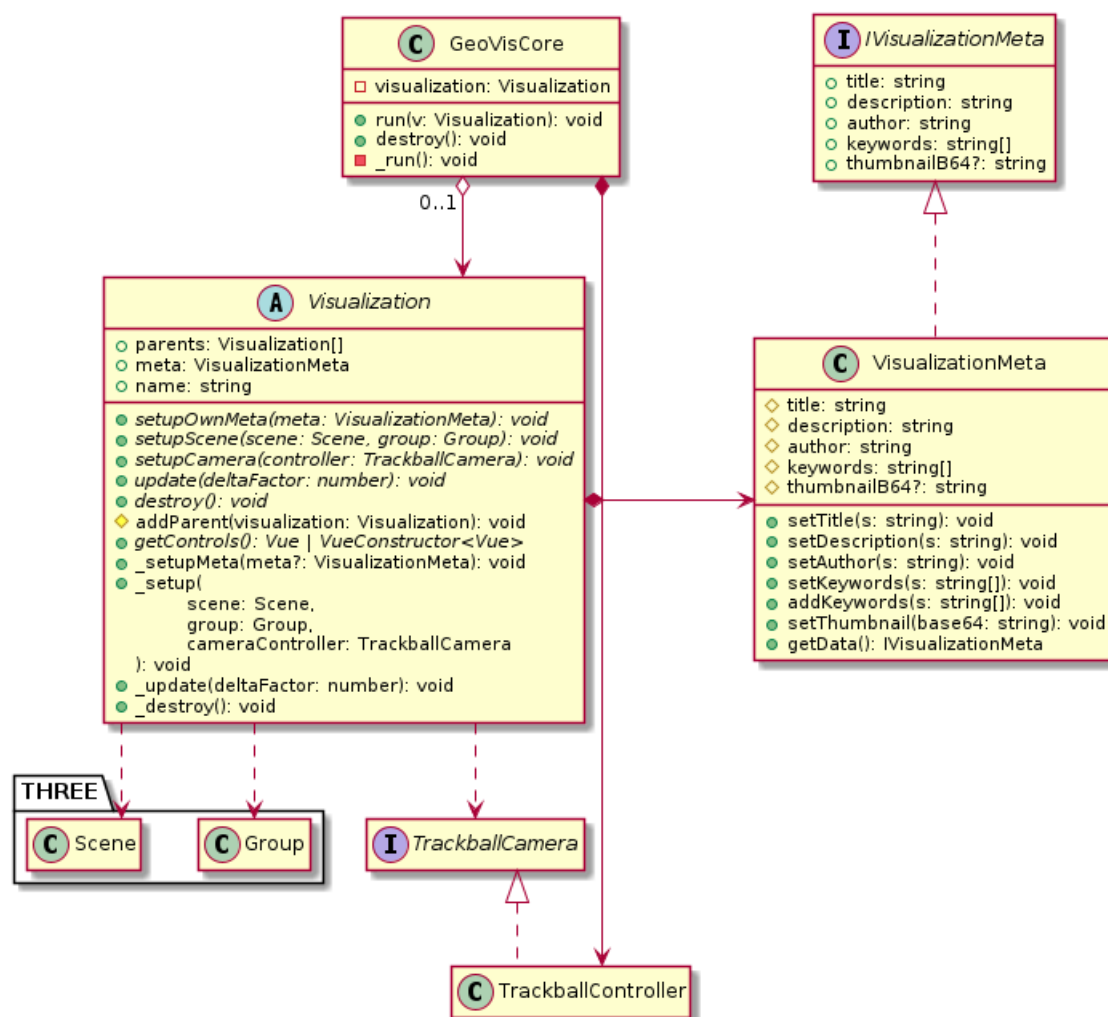 C GeoVisCore
visualization: Visualization
run(v: Visualization): void
destroy(): void
_run(): void
0..1
I IVisualizationMeta
title: string
description: string
author: string
keywords: string[]
thumbnailB64?: string
A Visualization
parents: Visualization[]
meta: VisualizationMeta
name: string
setupOwnMeta(meta: VisualizationMeta): void
setupScene(scene: Scene, group: Group): void
setupCamera(controller: TrackballCamera): void
update(deltaFactor: number): void
destroy(): void
addParent(visualization: Visualization): void
getControls(): Vue | VueConstructor<Vue>
_setupMeta(meta?: VisualizationMeta): void
_setup(
scene: Scene,
group: Group,
cameraController: TrackballCamera
): void
_update(deltaFactor: number): void
_destroy(): void
C VisualizationMeta
title: string
description: string
author: string
keywords: string[]
thumbnailB64?: string
setTitle(s: string): void
setDescription(s: string): void
setAuthor(s: string): void
setKeywords(s: string[]): void
addKeywords(s: string[]): void
setThumbnail(base64: string): void
getData(): IVisualizationMeta
THREE
C Scene
C Group
I TrackballCamera
C TrackballController